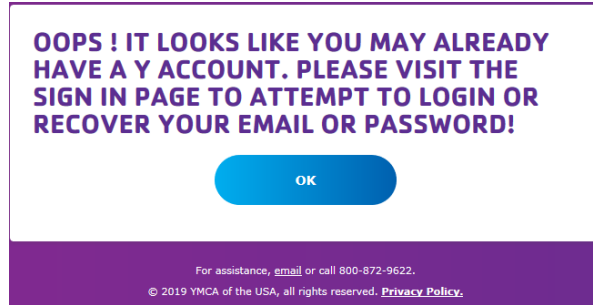 OOPS ! IT LOOKS LIKE YOU MAY ALREADY
HAVE A Y ACCOUNT. PLEASE VISIT THE
SIGN IN PAGE TO ATTEMPT TO LOGIN OR
RECOVER YOUR EMAIL OR PASSWORD!
OK
For assistance, email or call 800-872-9622.
© 2019 YMCA of the USA, all rights reserved. Privacy Policy.